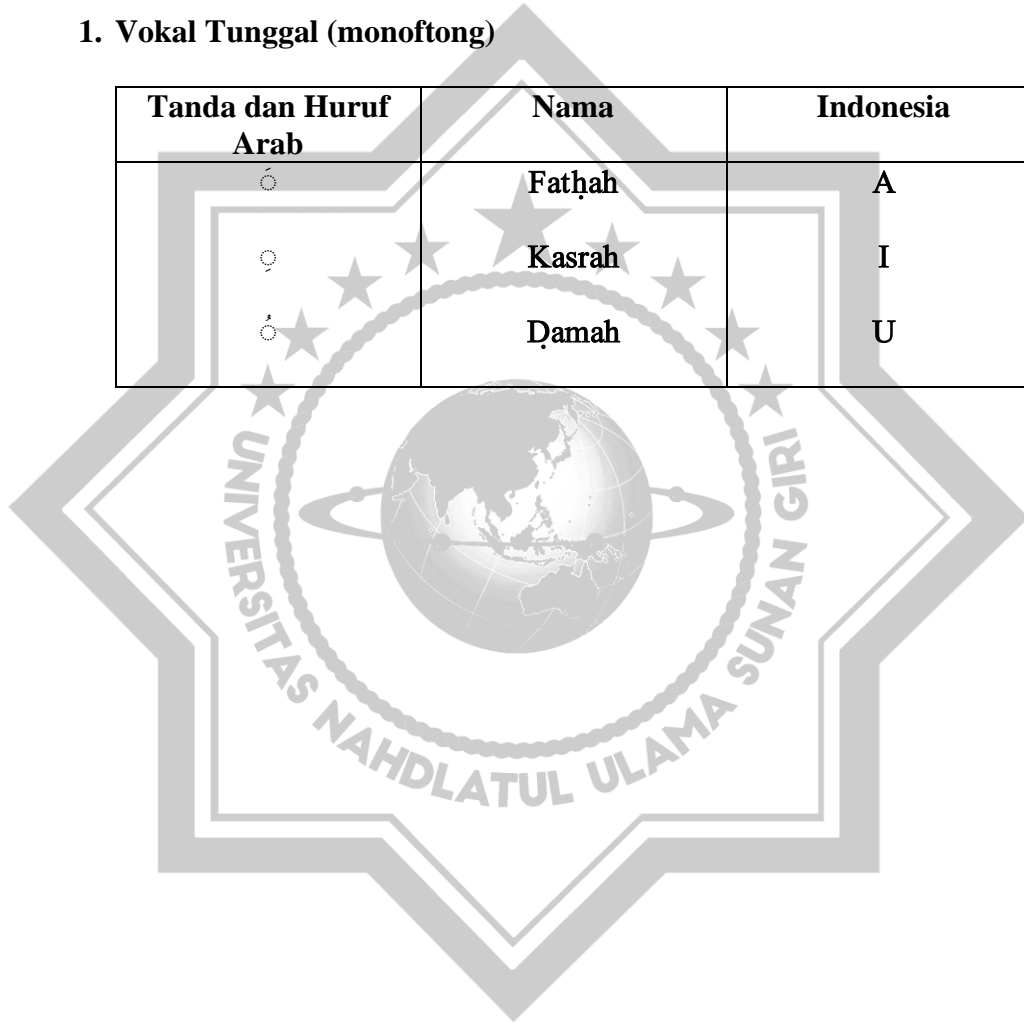 1. Vokal Tunggal (monoftong)
Tanda dan Huruf Arab Nama Indonesia
◌َ Fatḥah A
◌ِ Kasrah I
◌ُ Ḍamah U
UNIVERSITAS NAHDLATUL ULAMA SUNAN GIRI